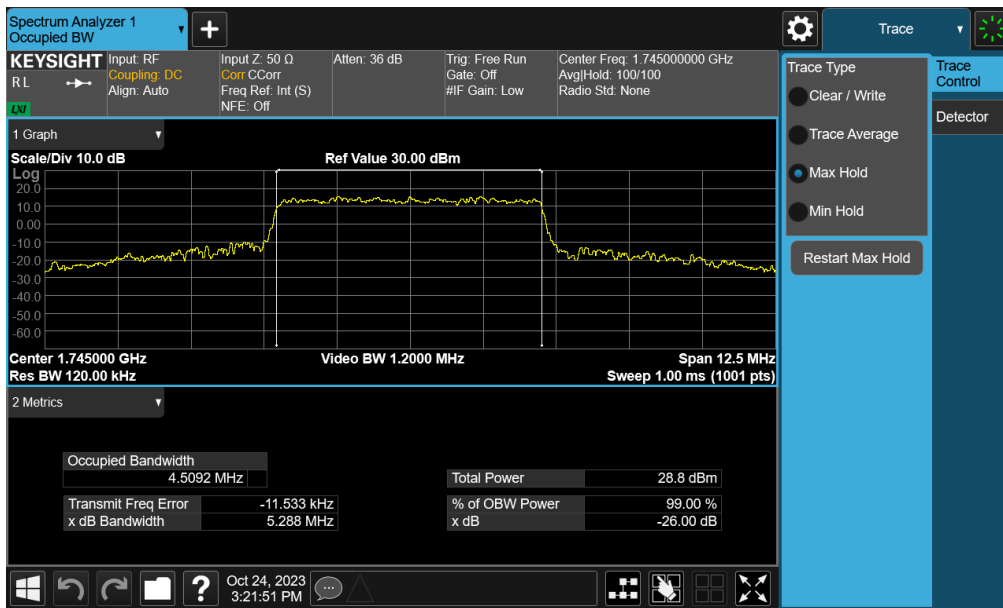 Spectrum Analyzer 1
Occupied BW
Trace
KEYSIGHT
R L
LXI
Input: RF
Coupling: DC
Align: Auto
Input Z: 50 Ω
Corr CCorr
Freq Ref: Int (S)
NFE: Off
Atten: 36 dB
Trig: Free Run
Gate: Off
#IF Gain: Low
Center Freq: 1.745000000 GHz
Avg|Hold: 100/100
Radio Std: None
Trace Type
Clear / Write
Trace Average
Max Hold
Min Hold
Restart Max Hold
Trace
Control
Detector
1 Graph
Scale/Div 10.0 dB
Ref Value 30.00 dBm
Log
20.0
10.0
0.00
-10.0
-20.0
-30.0
-40.0
-50.0
-60.0
Center 1.745000 GHz
Video BW 1.2000 MHz
Span 12.5 MHz
Res BW 120.00 kHz
Sweep 1.00 ms (1001 pts)
2 Metrics
Occupied Bandwidth
4.5092 MHz
Total Power 28.8 dBm
Transmit Freq Error -11.533 kHz
% of OBW Power 99.00 %
x dB Bandwidth 5.288 MHz
x dB -26.00 dB
?
Oct 24, 2023
3:21:51 PM